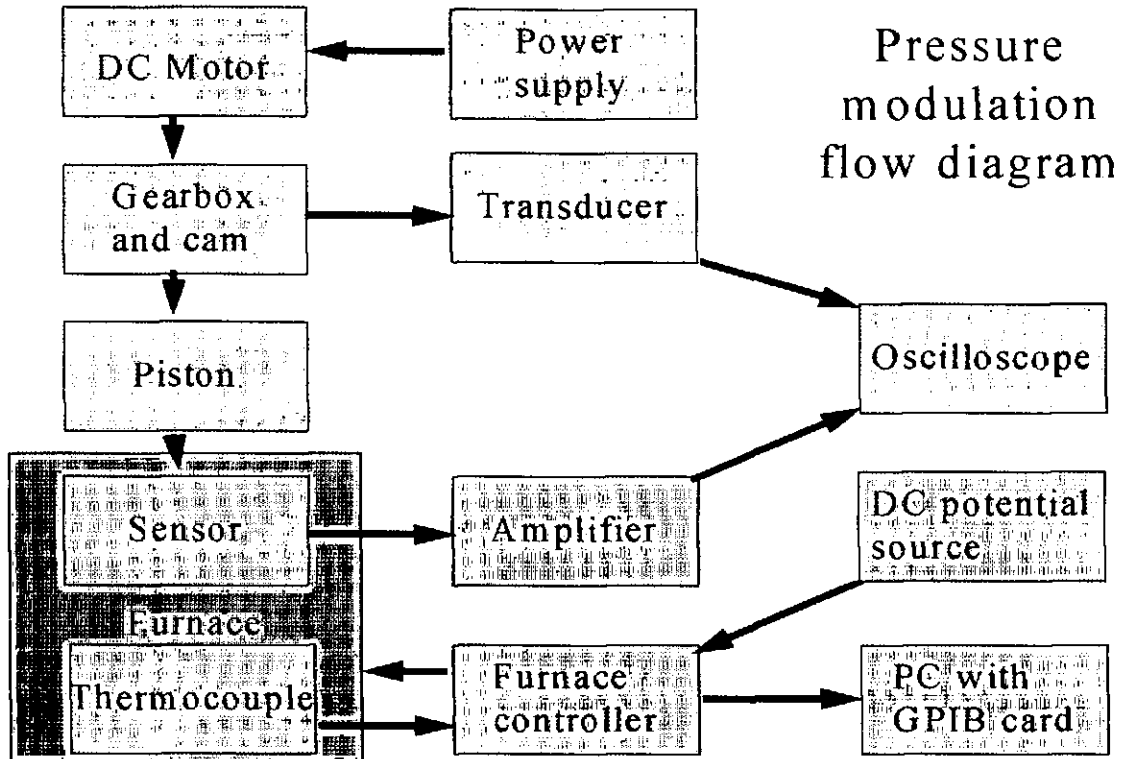 Pressure
modulation
flow diagram
DC Motor
Power
supply
Gearbox
and cam
Transducer
Piston
Oscilloscope
Sensor
Amplifier
DC potential
source
Furnace
Thermocouple
Furnace
controller
PC with
GPIB card